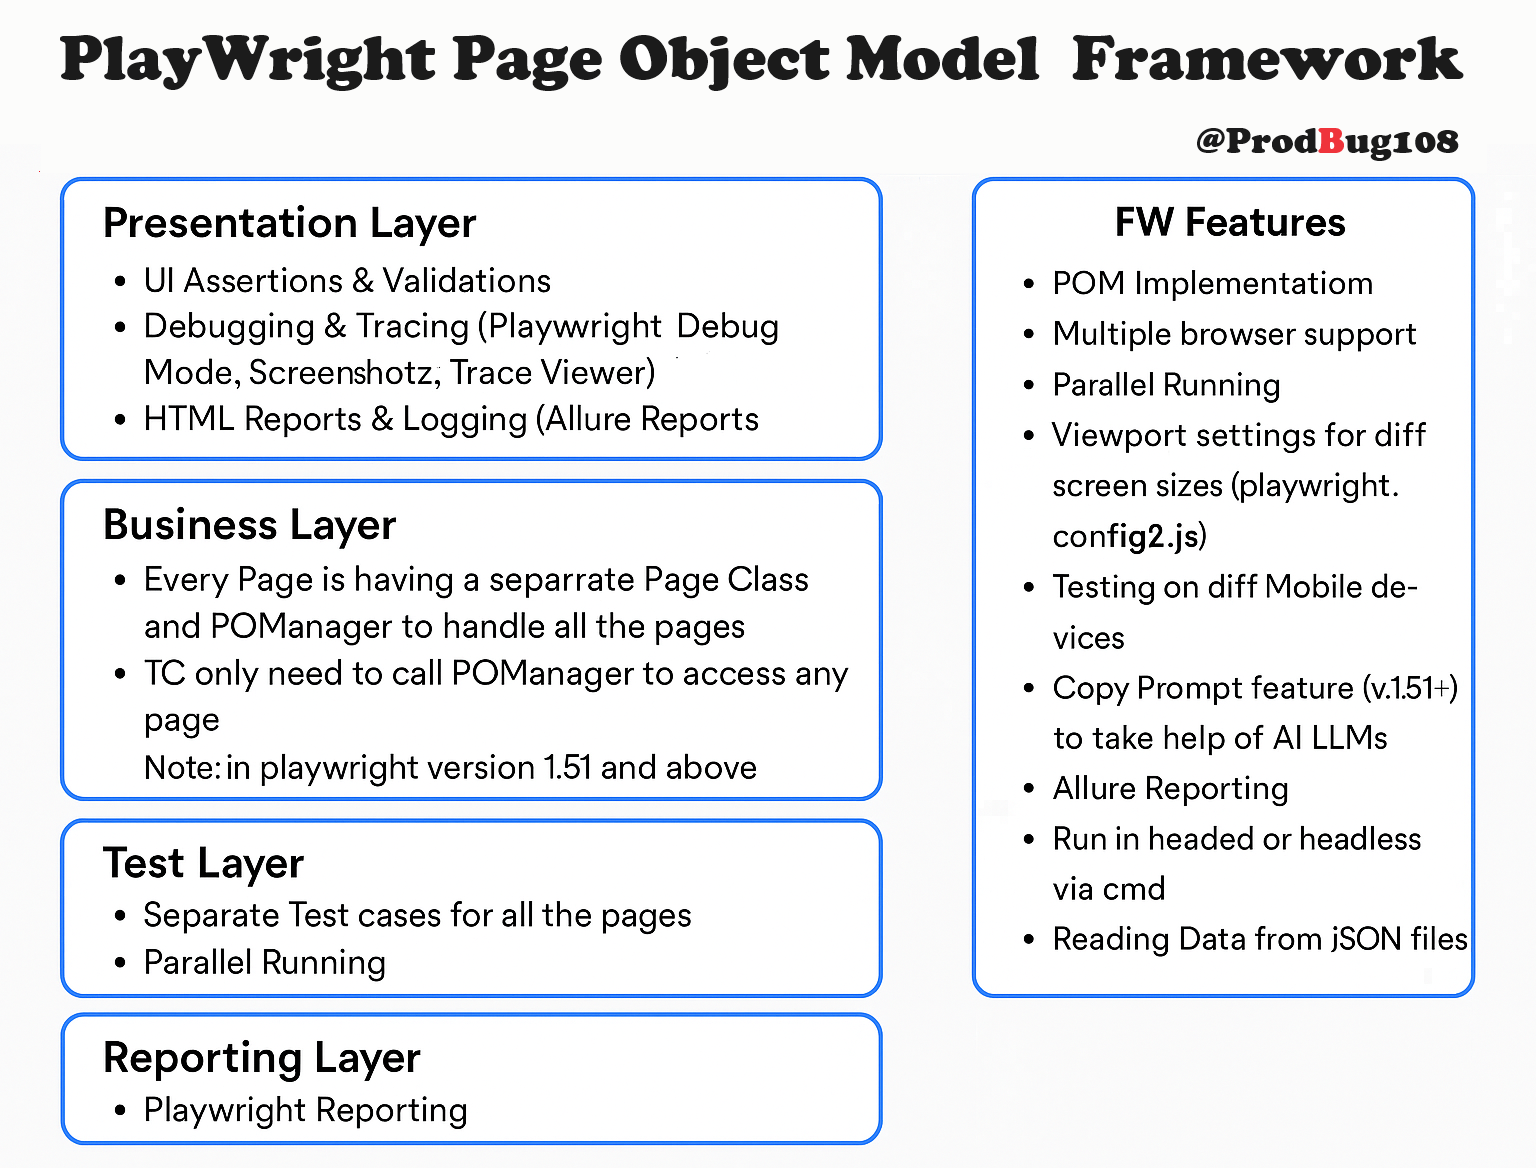 PlayWright Page Object Model Framework
@ProdBug108
Presentation Layer
• UI Assertions & Validations
• Debugging & Tracing (Playwright Debug
Mode, Screenshotz, Trace Viewer)
• HTML Reports & Logging (Allure Reports
Business Layer
• Every Page is having a separrate Page Class
and POManager to handle all the pages
• TC only need to call POManager to access any
page
Note: in playwright version 1.51 and above
Test Layer
• Separate Test cases for all the pages
• Parallel Running
Reporting Layer
• Playwright Reporting
FW Features
• POM Implementatiom
• Multiple browser support
• Parallel Running
• Viewport settings for diff
screen sizes (playwright.
config2.js)
• Testing on diff Mobile de-
vices
• Copy Prompt feature (v.1.51+)
to take help of AI LLMs
• Allure Reporting
• Run in headed or headless
via cmd
• Reading Data from jSON files